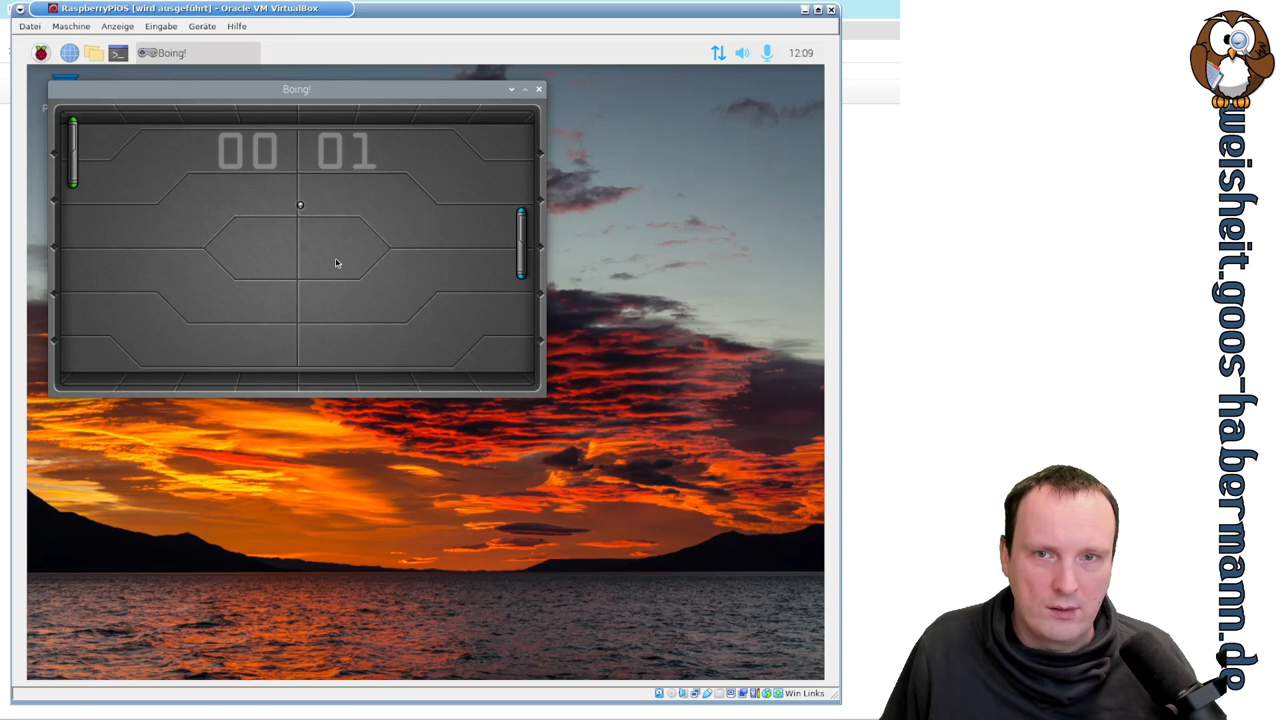 RaspberryPiOS [wird ausgeführt] - Oracle VM VirtualBox
Datei Maschine Anzeige Eingabe Geräte Hilfe
Boing!
12:09
Boing!
00 01
Win Links
weisheit.goos-habermann.de